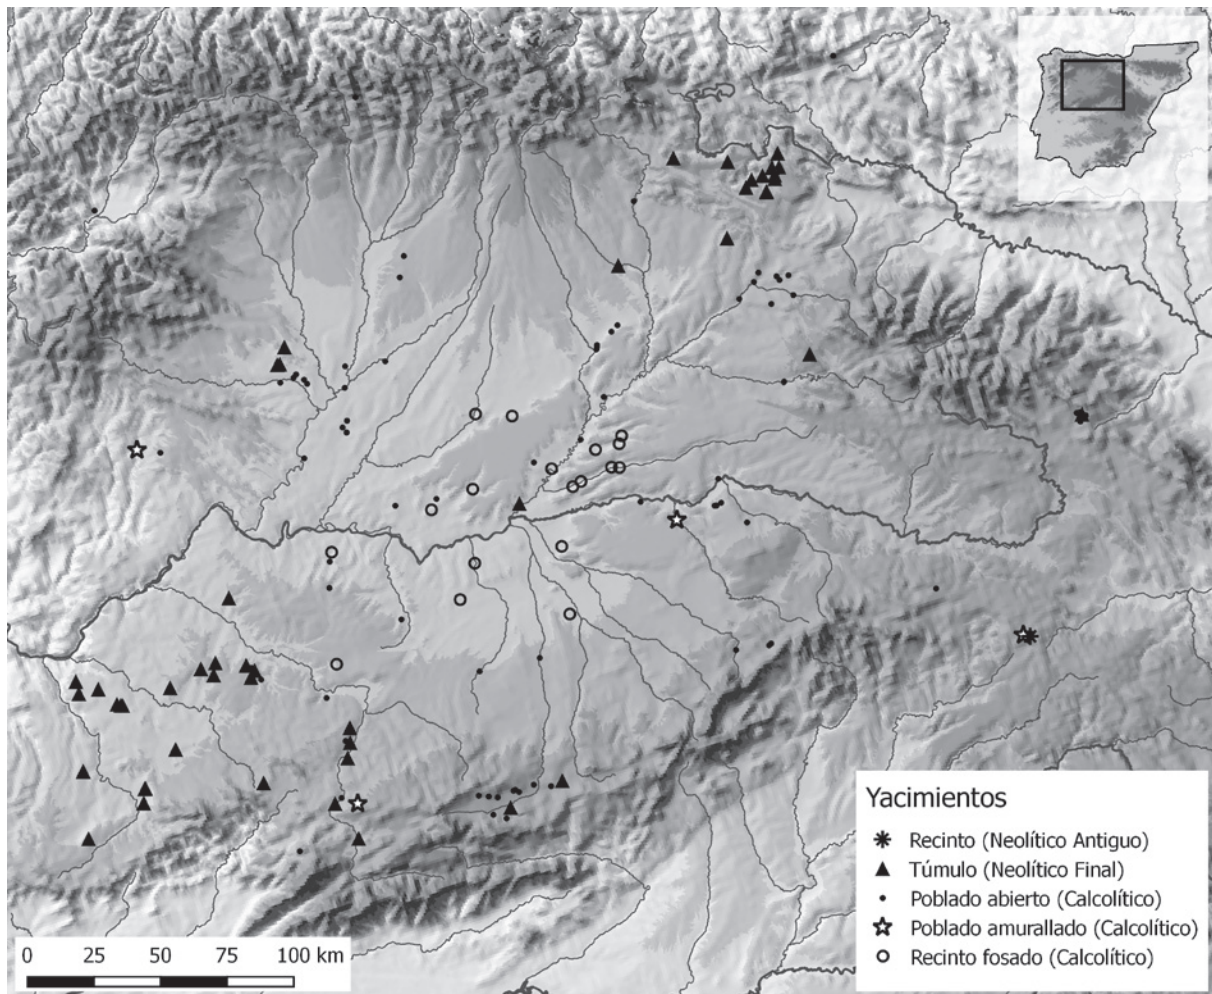 Yacimientos
Recinto (Neolítico Antiguo)
Túmulo (Neolítico Final)
Poblado abierto (Calcolítico)
Poblado amurallado (Calcolítico)
Recinto fosado (Calcolítico)
0 25 50 75 100 km